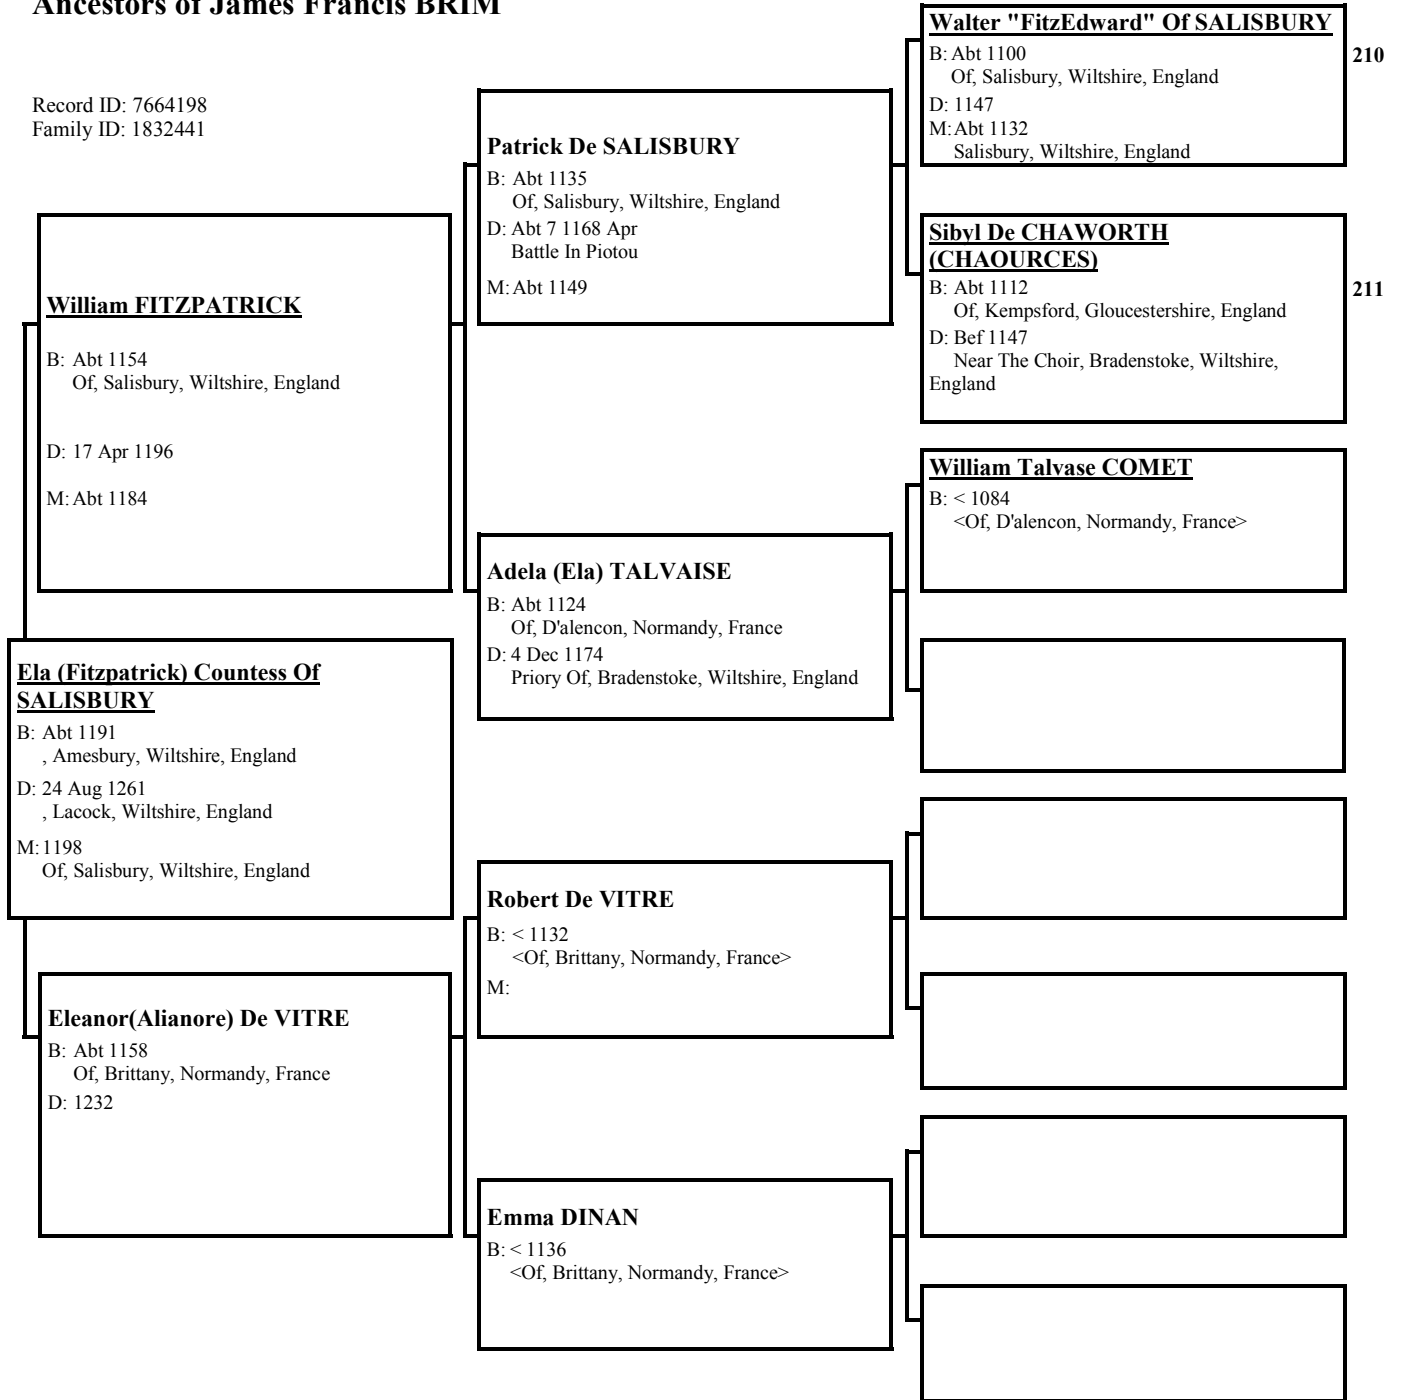 Ancestors of James Francis BRIM
Record ID: 7664198
Family ID: 1832441
William FITZPATRICK
B: Abt 1154
Of, Salisbury, Wiltshire, England
D: 17 Apr 1196
M: Abt 1184
Ela (Fitzpatrick) Countess Of
SALISBURY
B: Abt 1191
, Amesbury, Wiltshire, England
D: 24 Aug 1261
, Lacock, Wiltshire, England
M: 1198
Of, Salisbury, Wiltshire, England
Eleanor(Alianore) De VITRE
B: Abt 1158
Of, Brittany, Normandy, France
D: 1232
Patrick De SALISBURY
B: Abt 1135
Of, Salisbury, Wiltshire, England
D: Abt 7 1168 Apr
Battle In Piotou
M: Abt 1149
Adela (Ela) TALVAISE
B: Abt 1124
Of, D'alencon, Normandy, France
D: 4 Dec 1174
Priory Of, Bradenstoke, Wiltshire, England
Robert De VITRE
B: < 1132
<Of, Brittany, Normandy, France>
M:
Emma DINAN
B: < 1136
<Of, Brittany, Normandy, France>
Walter "FitzEdward" Of SALISBURY
B: Abt 1100
Of, Salisbury, Wiltshire, England
D: 1147
M: Abt 1132
Salisbury, Wiltshire, England
210
Sibyl De CHAWORTH
(CHAOURCES)
B: Abt 1112
Of, Kempsford, Gloucestershire, England
D: Bef 1147
Near The Choir, Bradenstoke, Wiltshire,
England
211
William Talvase COMET
B: < 1084
<Of, D'alencon, Normandy, France>